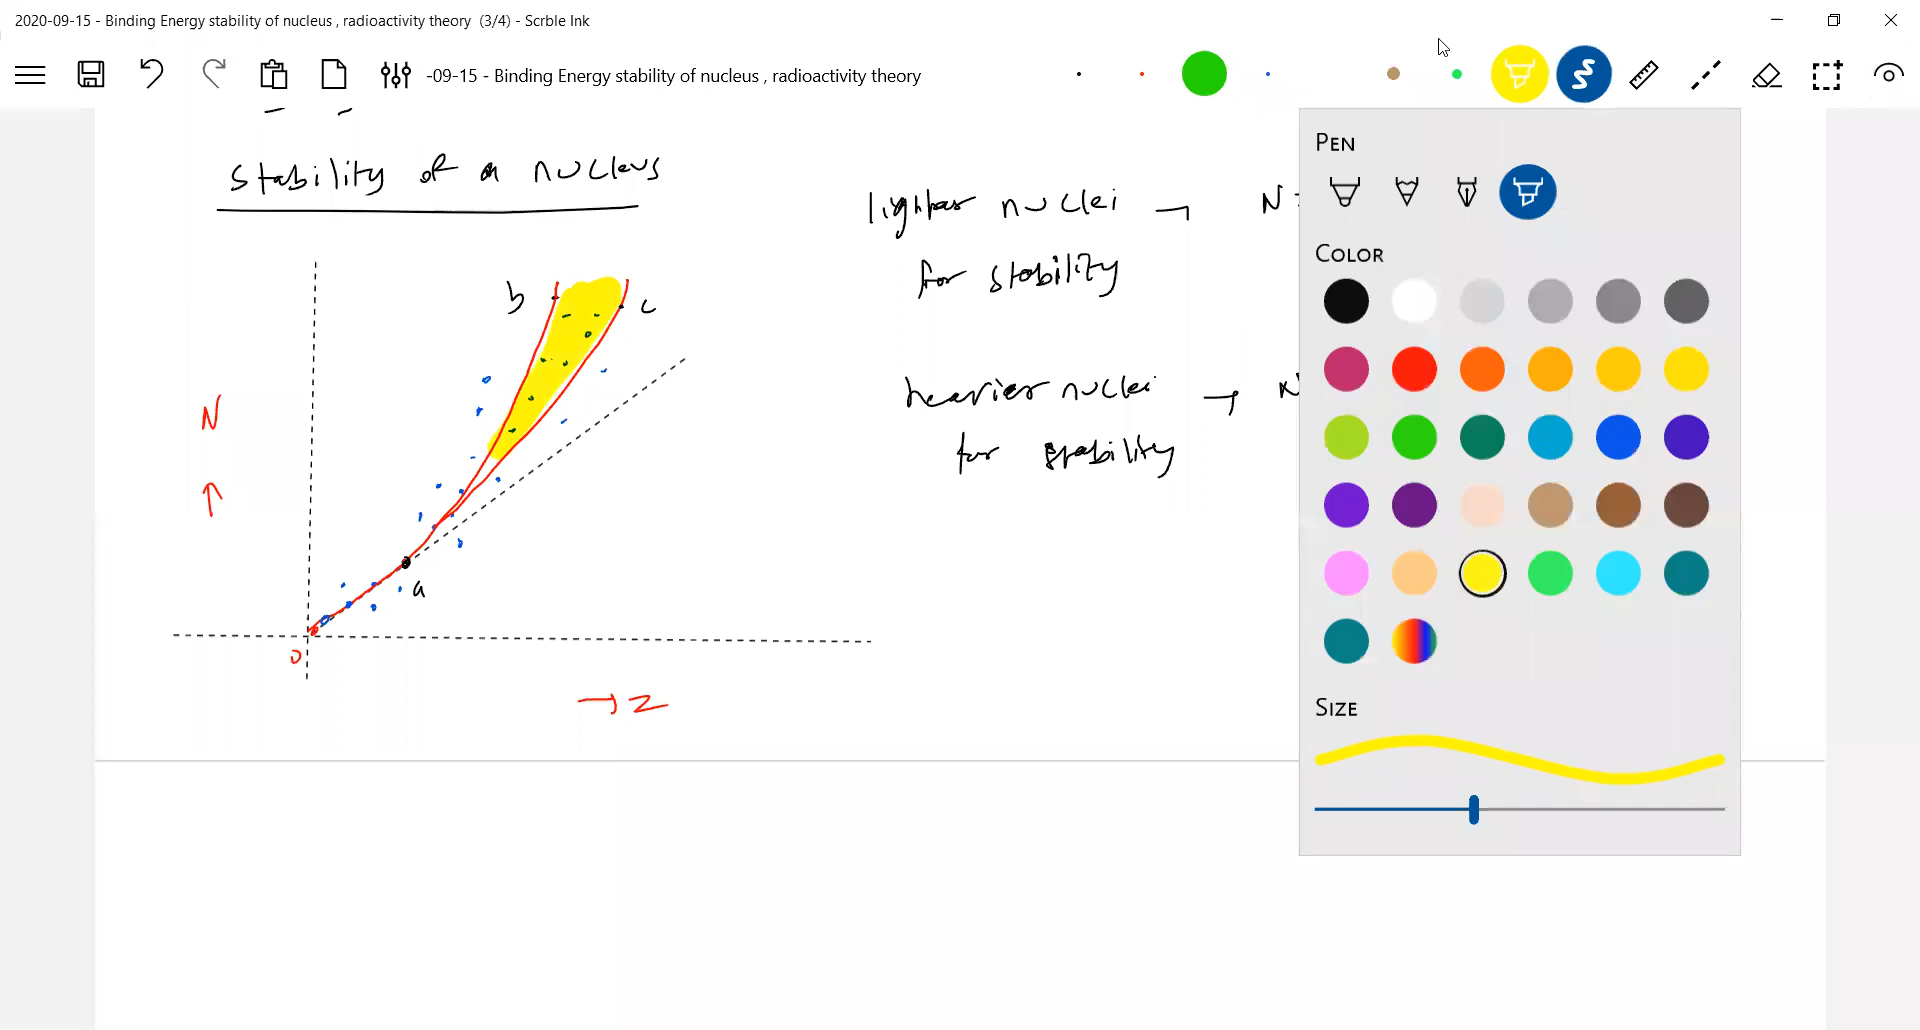 2020-09-15 - Binding Energy stability of nucleus , radioactivity theory (3/4) - Scrble Ink
-09-15 - Binding Energy stability of nucleus , radioactivity theory
stability of a nucleus
lighter nuclei → N =
for stability
heavier nuclei → N
for stability
b
c
N
↑
a
0
→ Z
PEN
COLOR
SIZE